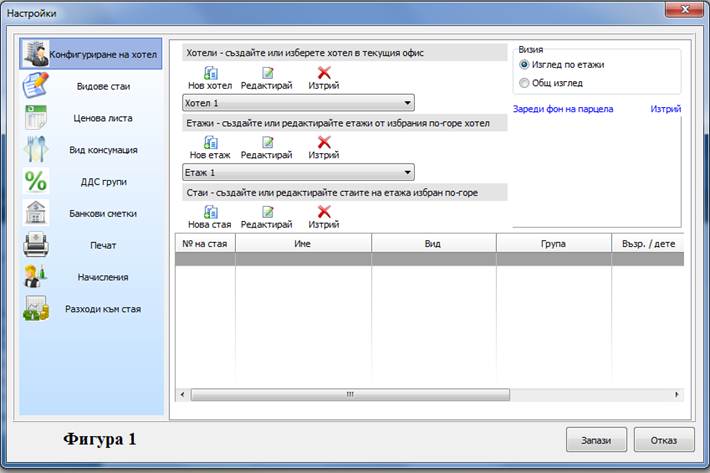 Настройки
Конфигуриране на хотел
Видове стаи
Ценова листа
Вид консумация
ДДС групи
Банкови сметки
Печат
Начисления
Разходи към стая
Хотели - създайте или изберете хотел в текущия офис
Нов хотел Редактирай Изтрий
Хотел 1
Етажи - създайте или редактирайте етажи от избрания по-горе хотел
Нов етаж Редактирай Изтрий
Етаж 1
Стаи - създайте или редактирайте стаите на етажа избран по-горе
Нова стая Редактирай Изтрий
Визия
Изглед по етажи
Общ изглед
Зареди фон на парцела Изтрий
№ на стая Име Вид Група Възр. / дете
Фигура 1
Запази Отказ